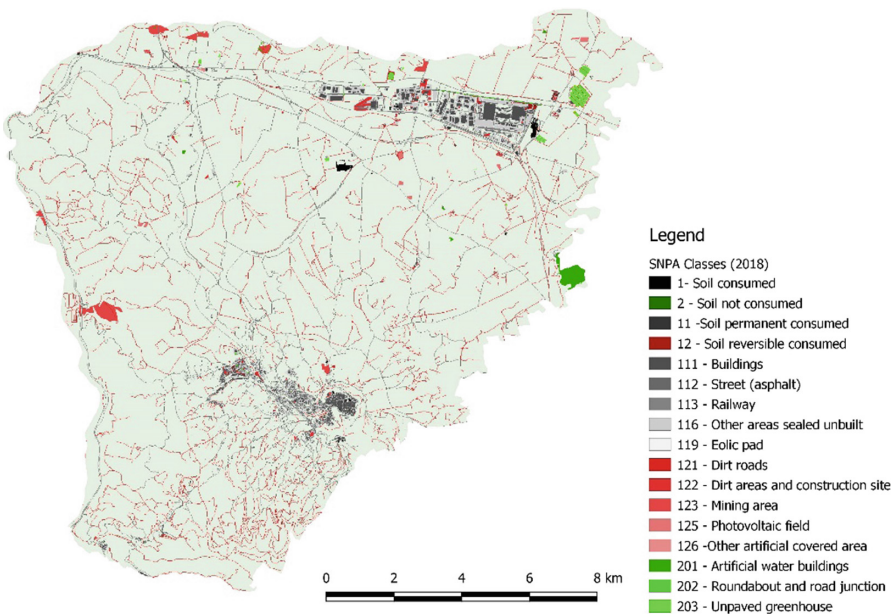 Legend
SNPA Classes (2018)
1- Soil consumed
2 - Soil not consumed
11 -Soil permanent consumed
12 - Soil reversible consumed
111 - Buildings
112 - Street (asphalt)
113 - Railway
116 - Other areas sealed unbuilt
119 - Eolic pad
121 - Dirt roads
122 - Dirt areas and construction site
123 - Mining area
125 - Photovoltaic field
126 -Other artificial covered area
201 - Artificial water buildings
202 - Roundabout and road junction
203 - Unpaved greenhouse
0 2 4 6 8 km